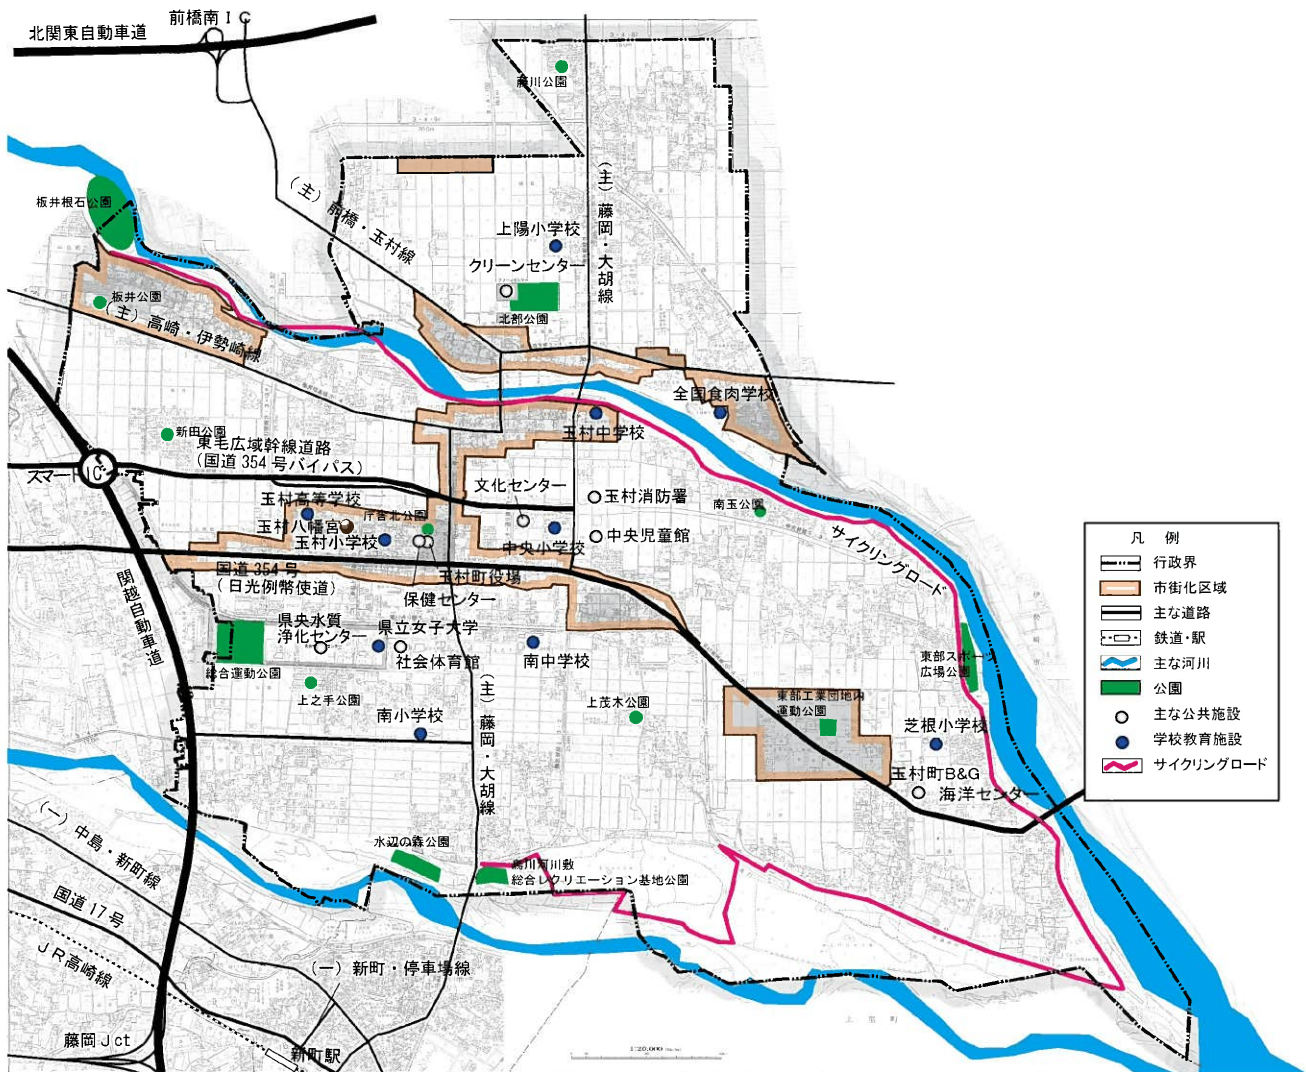 前橋南IC
北関東自動車道
藤川公園
板井根石公園
(主)前橋・玉村線
(主)藤岡・大胡線
上陽小学校
クリーンセンター
北部公園
板井公園
(主)高崎・伊勢崎線
全国食肉学校
玉村中学校
新田公園
東毛広域幹線道路
(国道354号バイパス)
スマートIC
文化センター
玉村消防署
南玉公園
玉村高等学校
玉村八幡宮
庁舎北公園
玉村小学校
中央小学校
中央児童館
サイクリングロード
国道354号
(日光例幣使道)
玉村町役場
保健センター
関越自動車道
県央水質
浄化センター
県立女子大学
社会体育館
南中学校
総合運動公園
上之手公園
東部スポーツ
広場公園
(主)藤岡・大胡線
上茂木公園
東部工業団地内
運動公園
南小学校
芝根小学校
玉村町B&G
海洋センター
(一)中島・新町線
水辺の森公園
烏川河川敷
総合レクリエーション基地公園
国道17号
JR高崎線
(一)新町・停車場線
藤岡Jct
新町駅
1:20,000
凡例
行政界
市街化区域
主な道路
鉄道・駅
主な河川
公園
主な公共施設
学校教育施設
サイクリングロード